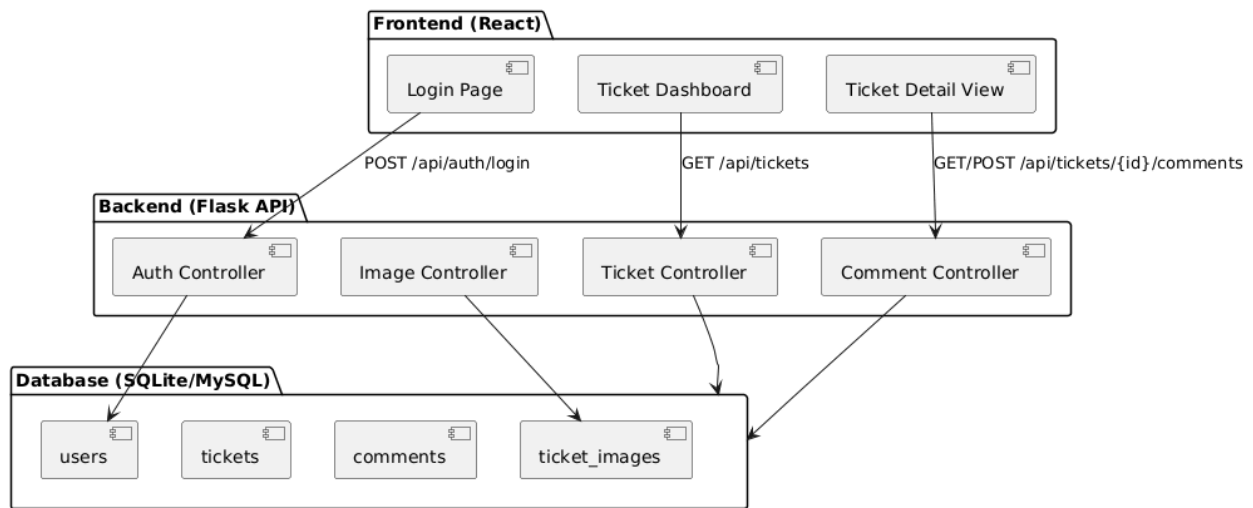 Frontend (React)
Login Page
Ticket Dashboard
Ticket Detail View
POST /api/auth/login
GET /api/tickets
GET/POST /api/tickets/{id}/comments
Backend (Flask API)
Auth Controller
Image Controller
Ticket Controller
Comment Controller
Database (SQLite/MySQL)
users
tickets
comments
ticket_images